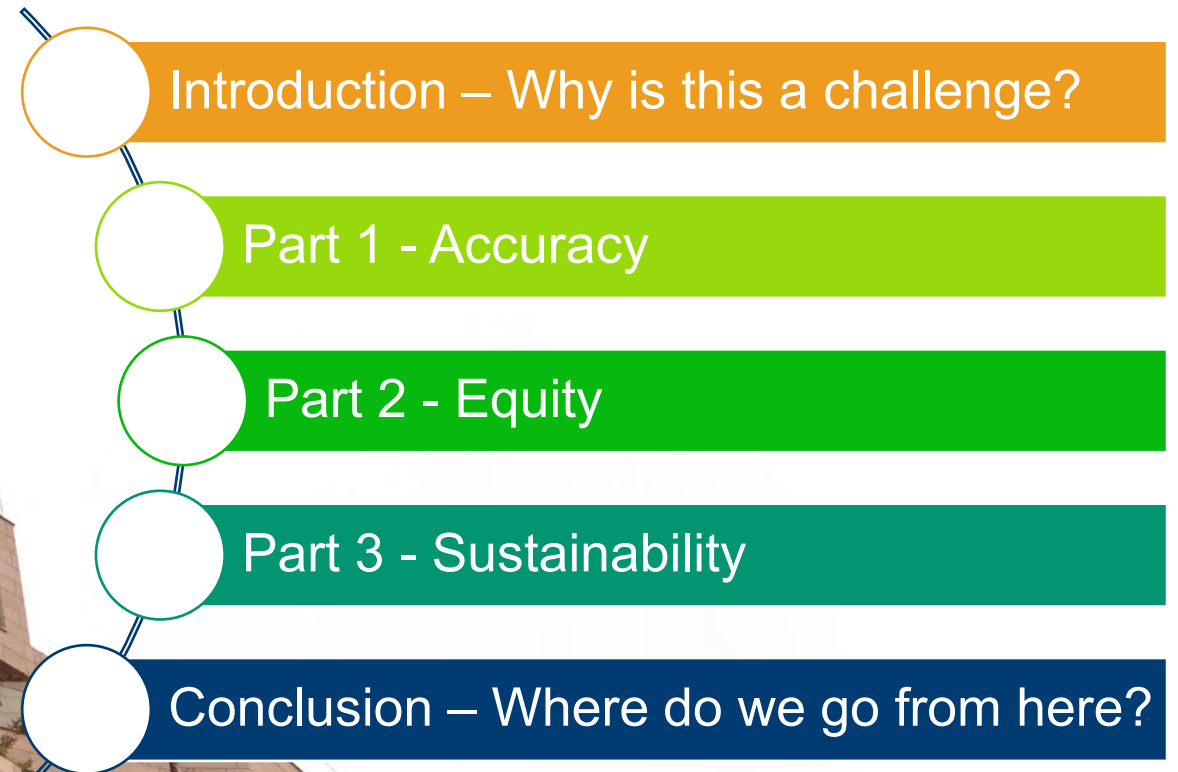 Introduction – Why is this a challenge?
Part 1 - Accuracy
Part 2 - Equity
Part 3 - Sustainability
Conclusion – Where do we go from here?